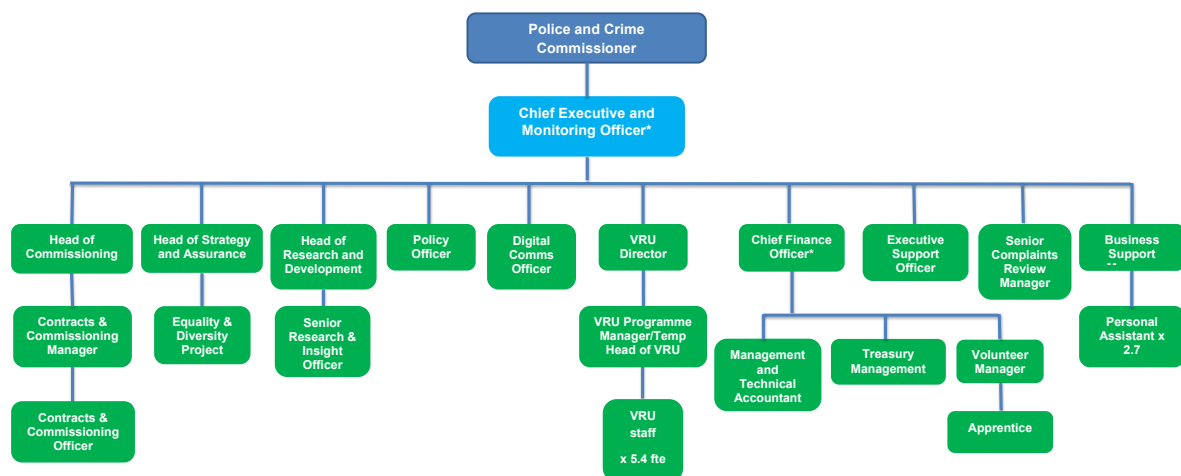 Police and Crime
Commissioner
Chief Executive and
Monitoring Officer*
Head of
Commissioning
Head of Strategy
and Assurance
Head of
Research and
Development
Policy
Officer
Digital
Comms
Officer
VRU
Director
Chief Finance
Officer*
Executive
Support
Officer
Senior
Complaints
Review
Manager
Business
Support
Contracts &
Commissioning
Manager
Equality &
Diversity
Project
Senior
Research &
Insight
Officer
VRU Programme
Manager/Temp
Head of VRU
Management
and
Technical
Accountant
Treasury
Management
Volunteer
Manager
Personal
Assistant x
2.7
Contracts &
Commissioning
Officer
VRU
staff
x 5.4 fte
Apprentice